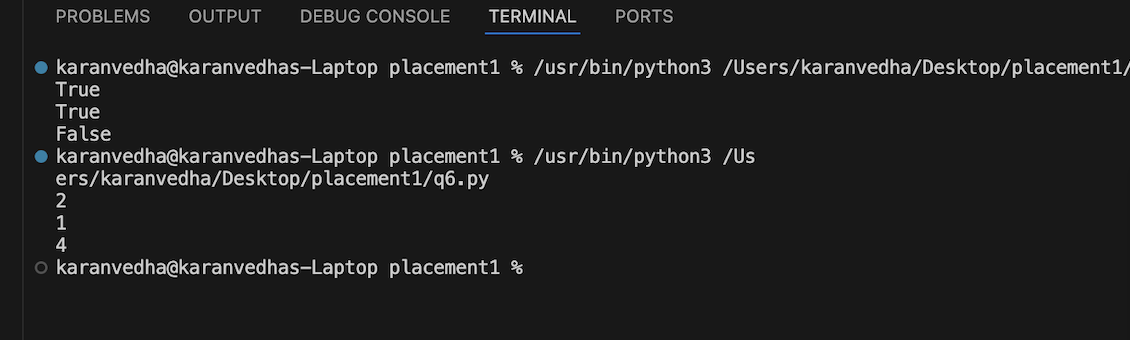 PROBLEMS OUTPUT DEBUG CONSOLE TERMINAL PORTS
karanvedha@karanvedhas-Laptop placement1 % /usr/bin/python3 /Users/karanvedha/Desktop/placement1/
True
True
False
karanvedha@karanvedhas-Laptop placement1 % /usr/bin/python3 /Us
ers/karanvedha/Desktop/placement1/q6.py
2
1
4
karanvedha@karanvedhas-Laptop placement1 %